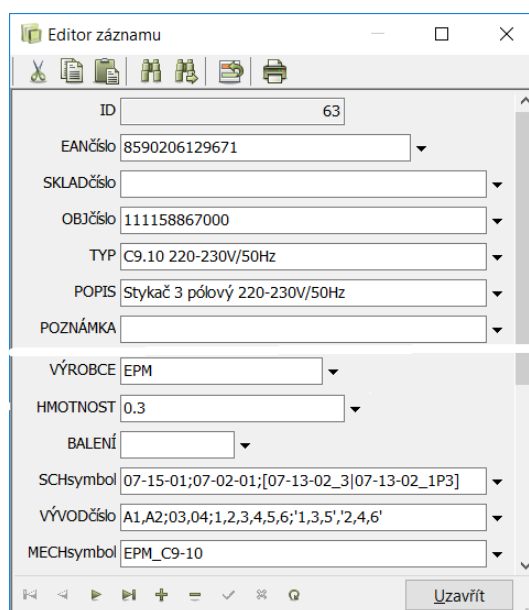 Editor záznamu
ID 63
EANčíslo 8590206129671
SKLADčíslo
OBJčíslo 111158867000
TYP C9.10 220-230V/50Hz
POPIS Stykač 3 pólový 220-230V/50Hz
POZNÁMKA
VÝROBCE EPM
HMOTNOST 0.3
BALENÍ
SCHsymbol 07-15-01;07-02-01;[07-13-02_3|07-13-02_1P3]
VÝVODčíslo A1,A2;03,04;1,2,3,4,5,6;'1,3,5','2,4,6'
MECHsymbol EPM_C9-10
Uzavřít